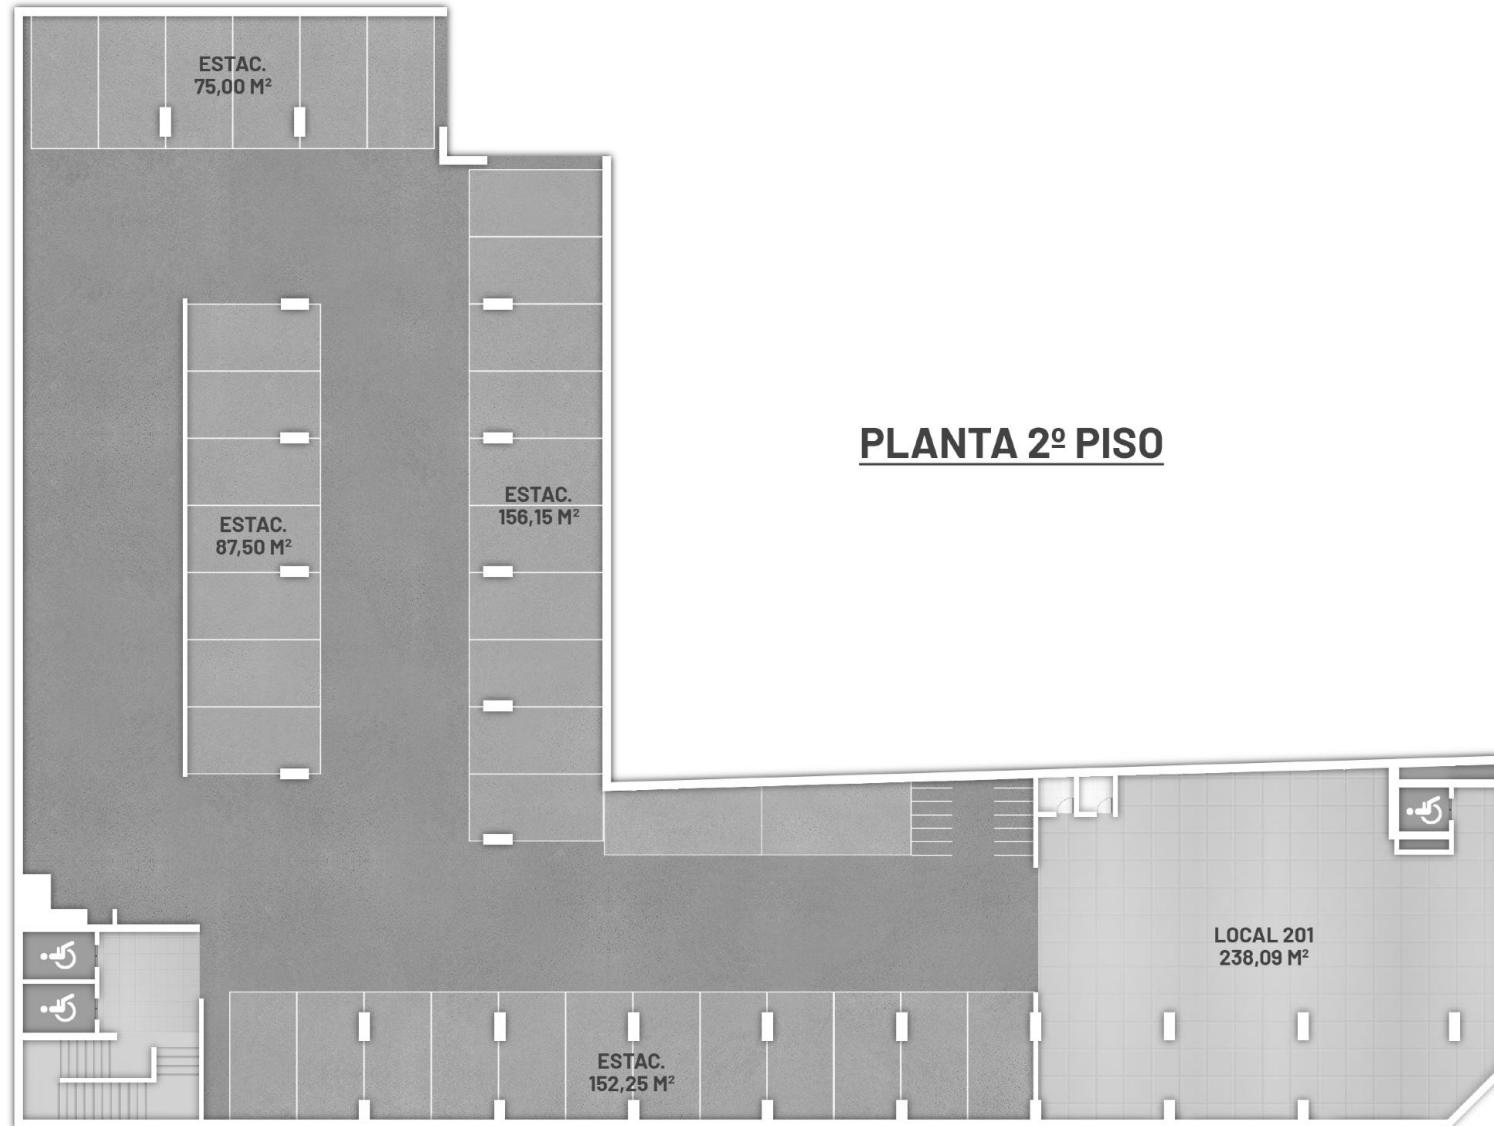 ESTAC.
75,00 M²
PLANTA 2º PISO
ESTAC.
156,15 M²
ESTAC.
87,50 M²
LOCAL 201
238,09 M²
ESTAC.
152,25 M²